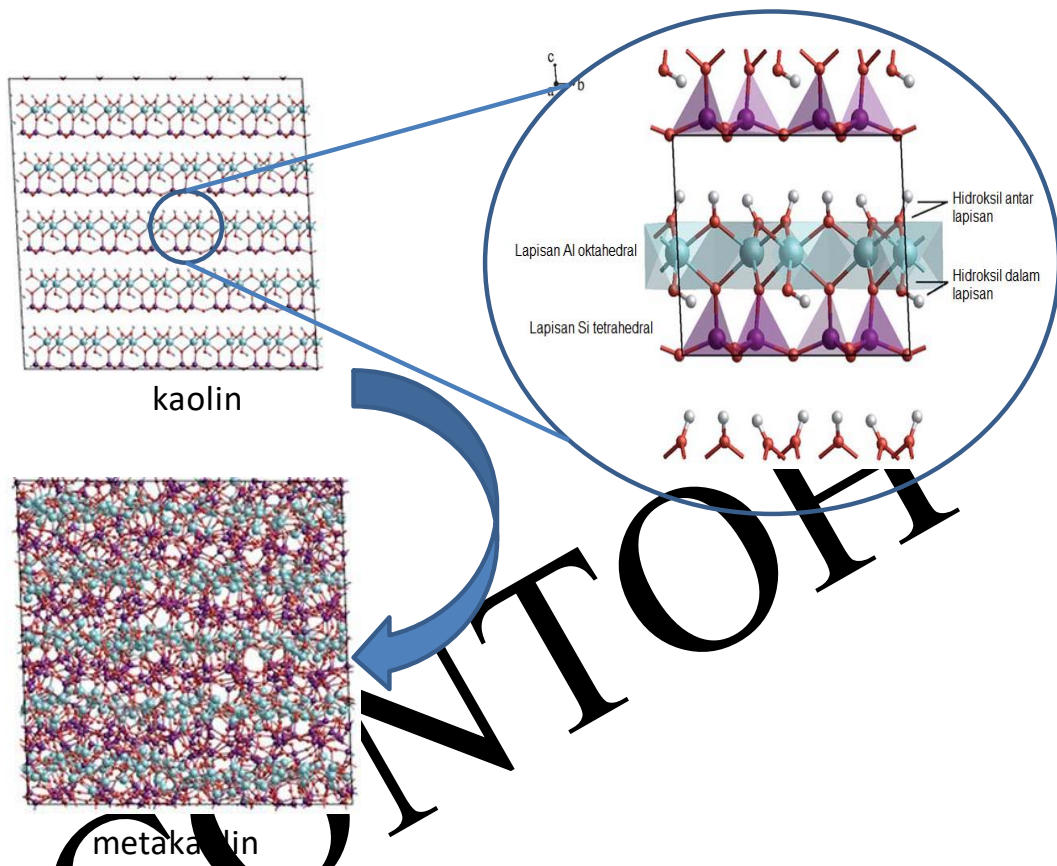 c
b
a
Hidroksil antar
lapisan
Lapisan Al oktahedral
Hidroksil dalam
lapisan
Lapisan Si tetrahedral
kaolin
CONTOH
metakaolin